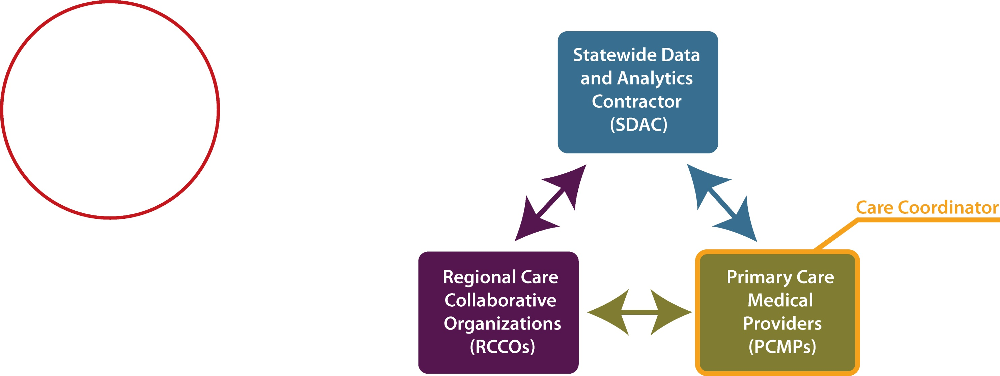 Statewide Data
and Analytics
Contractor
(SDAC)
Care Coordinator
Regional Care
Collaborative
Organizations
(RCCOs)
Primary Care
Medical
Providers
(PCMPs)